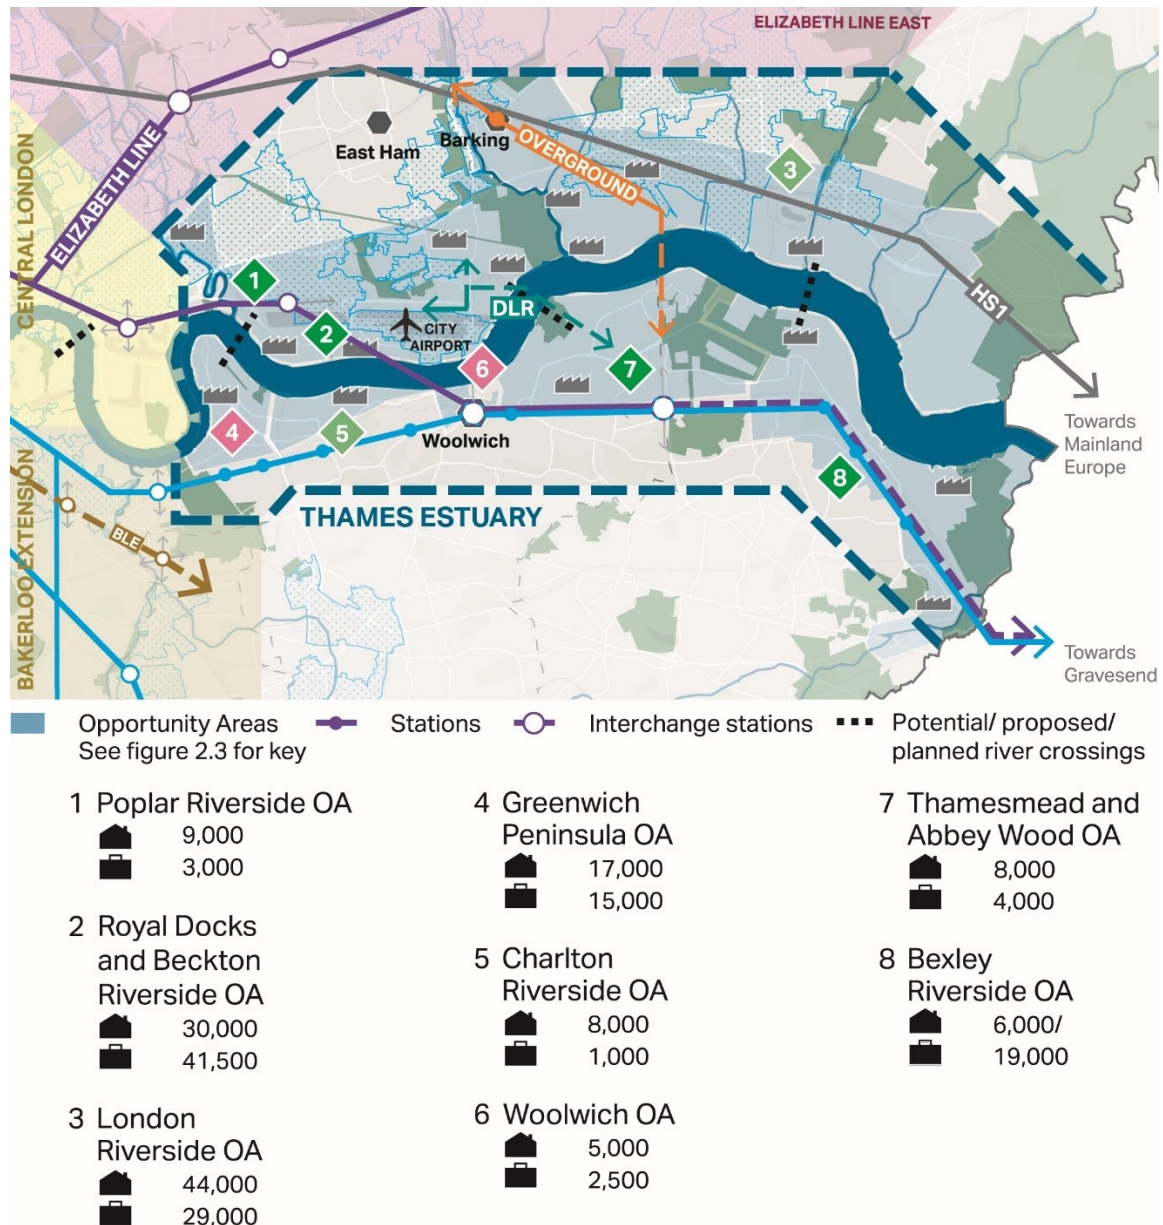 ELIZABETH LINE EAST
CENTRAL LONDON
ELIZABETH LINE
East Ham
Barking
OVERGROUND
3
1
2
DLR
CITY
AIRPORT
HS1
6
7
4
5
Woolwich
8
Towards
Mainland
Europe
BAKERLOO EXTENSION
BLE
THAMES ESTUARY
Towards
Gravesend
Opportunity Areas
See figure 2.3 for key
Stations
Interchange stations
Potential/ proposed/
planned river crossings
1 Poplar Riverside OA
9,000
3,000
2 Royal Docks
and Beckton
Riverside OA
30,000
41,500
3 London
Riverside OA
44,000
29,000
4 Greenwich
Peninsula OA
17,000
15,000
5 Charlton
Riverside OA
8,000
1,000
6 Woolwich OA
5,000
2,500
7 Thamesmead and
Abbey Wood OA
8,000
4,000
8 Bexley
Riverside OA
6,000/
19,000